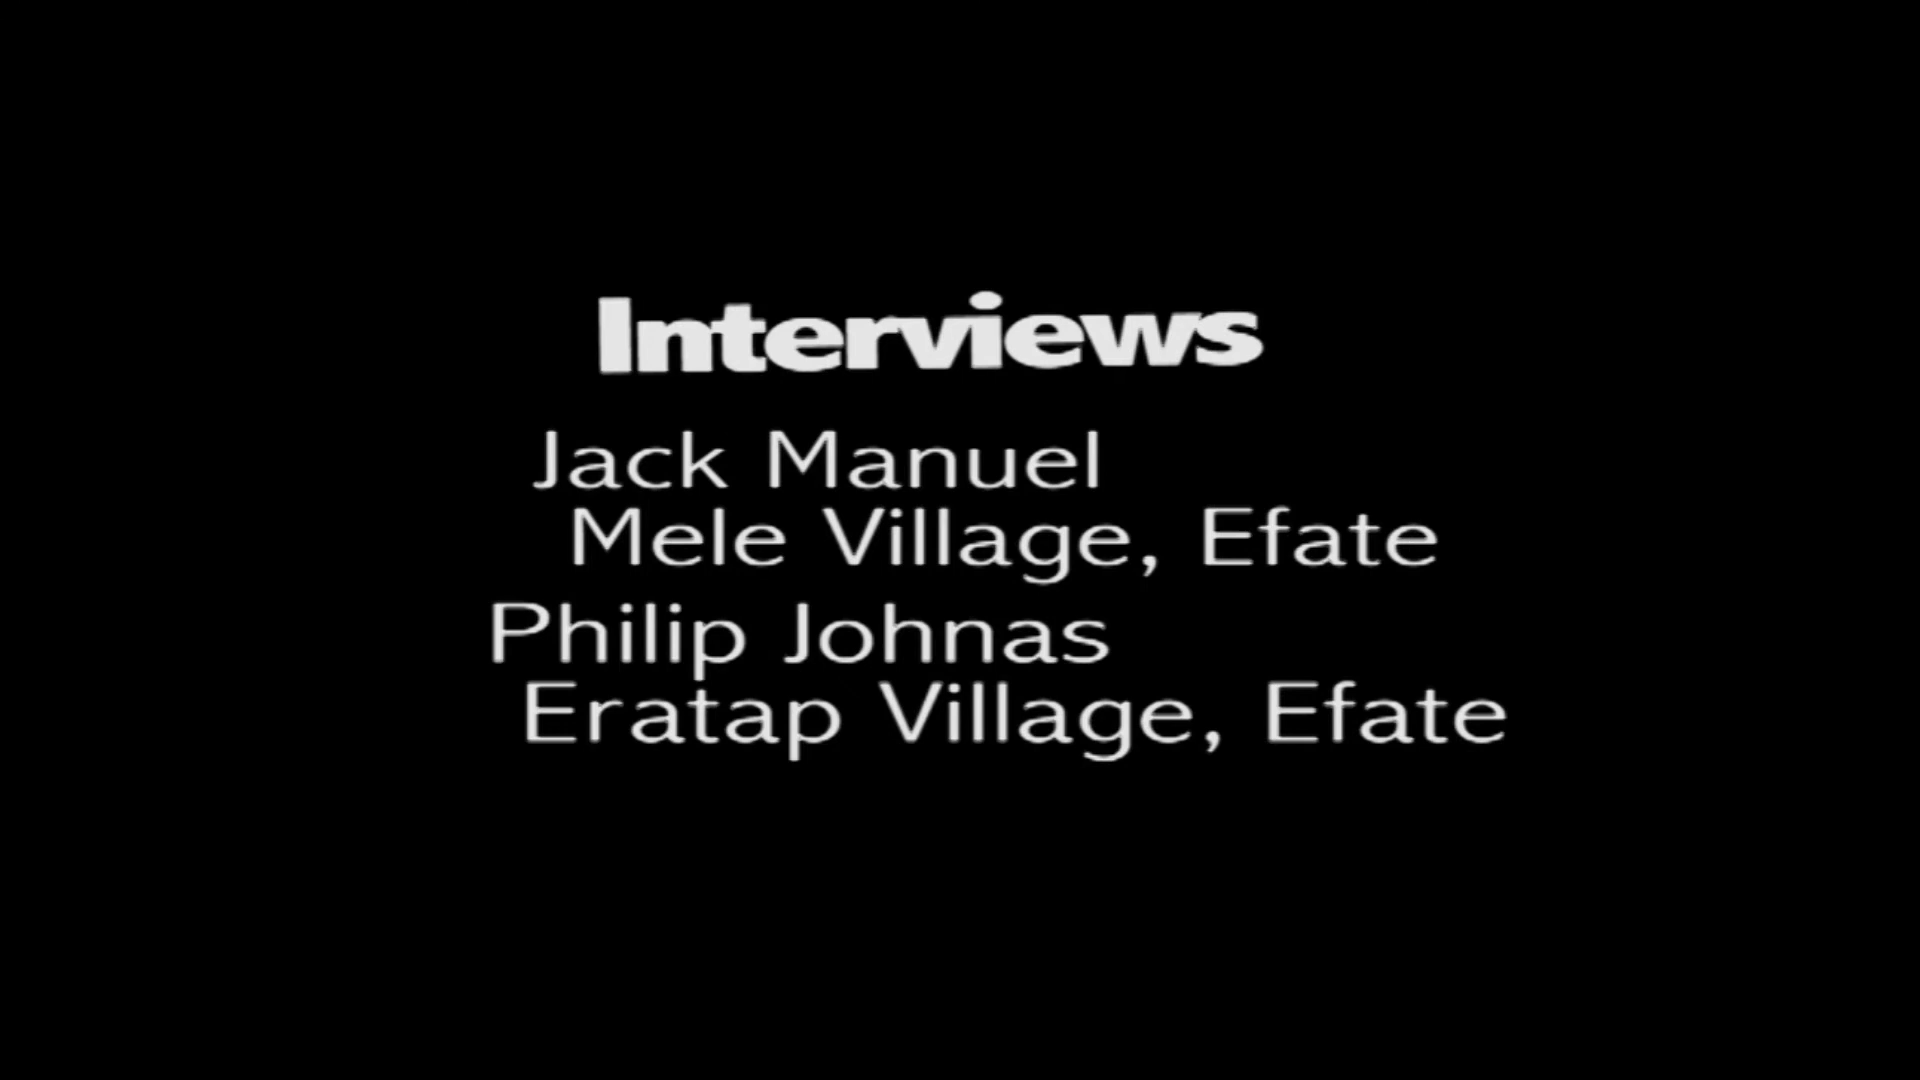 Interviews
Jack Manuel
Mele Village, Efate
Philip Johnas
Eratap Village, Efate